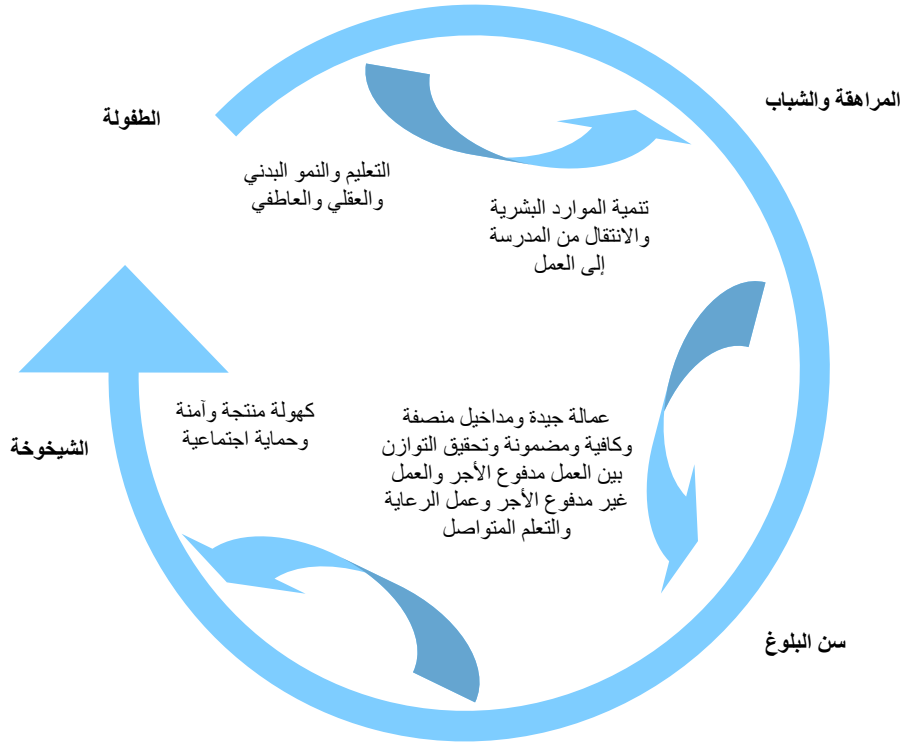 الطفولة
المراهقة والشباب
التعليم والنمو البدني
والعقلي والعاطفي
تنمية الموارد البشرية
والانتقال من المدرسة
إلى العمل
عمالة جيدة ومداخيل منصفة
وكافية ومضمونة وتحقيق التوازن
بين العمل مدفوع الأجر والعمل
غير مدفوع الأجر وعمل الرعاية
والتعلم المتواصل
سن البلوغ
كهولة منتجة وآمنة
وحماية اجتماعية
الشيخوخة